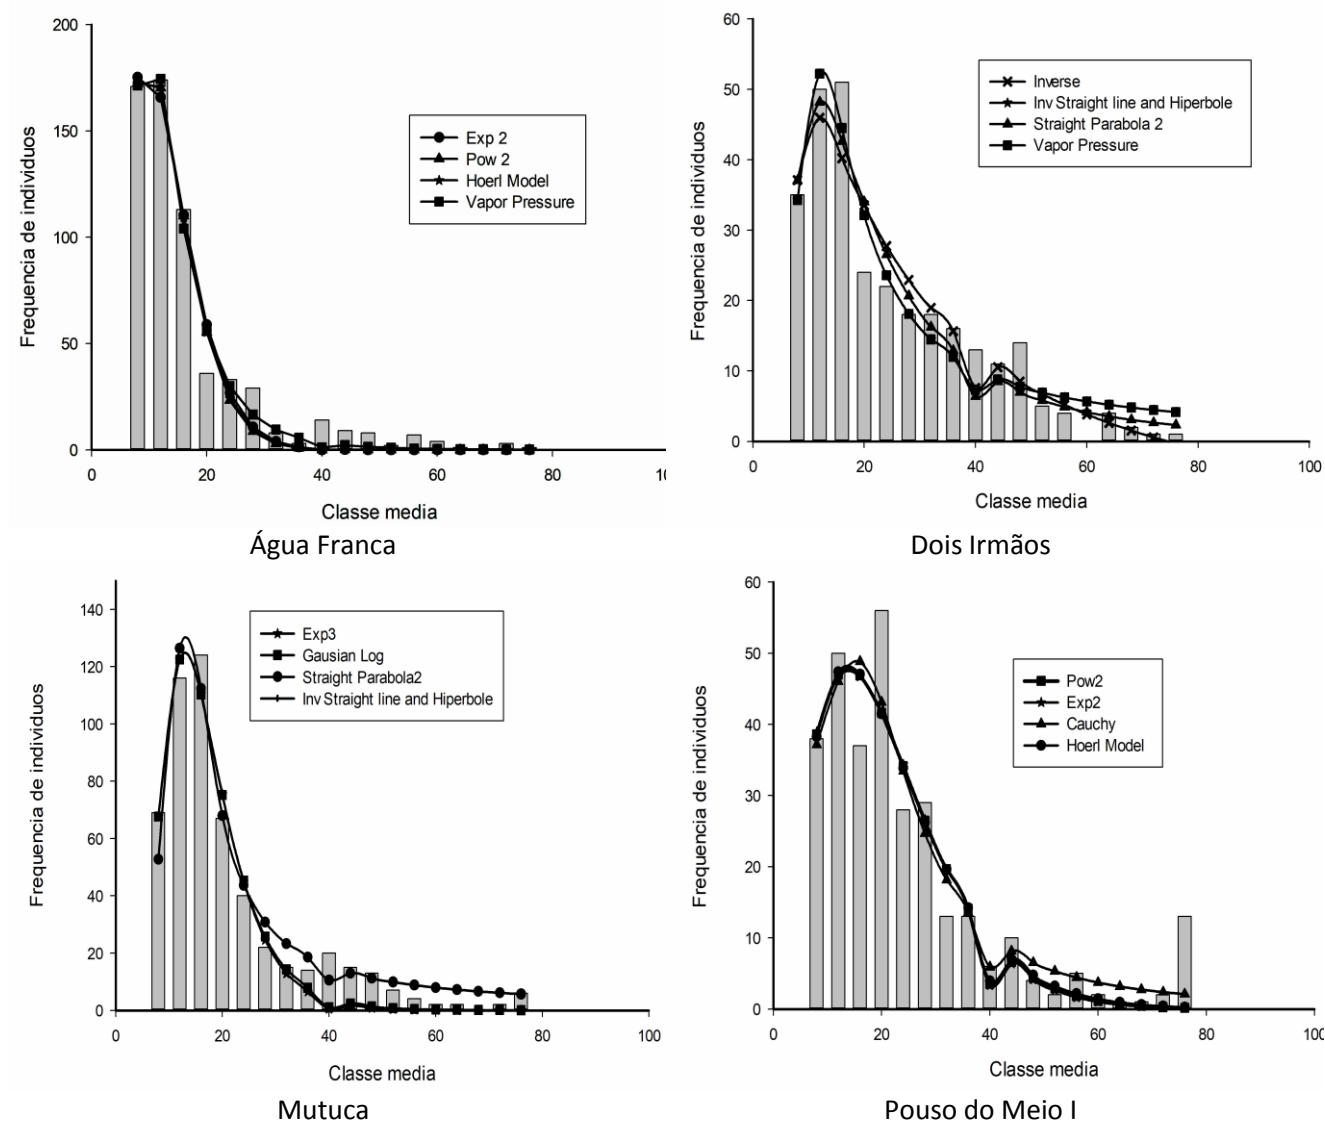 200
150
100
50
0
0
20
40
60
80
Frequencia de individuos
Classe media
Exp 2
Pow 2
Hoerl Model
Vapor Pressure
Água Franca
60
50
40
30
20
10
0
0
20
40
60
80
100
Frequencia de individuos
Classe media
Inverse
Inv Straight line and Hiperbole
Straight Parabola 2
Vapor Pressure
Dois Irmãos
140
120
100
80
60
40
20
0
0
20
40
60
80
100
Frequencia de individuos
Classe media
Exp3
Gausian Log
Straight Parabola2
Inv Straight line and Hiperbole
Mutuca
60
50
40
30
20
10
0
0
20
40
60
80
100
Frequencia de individuos
Classe media
Pow2
Exp2
Cauchy
Hoerl Model
Pouso do Meio I